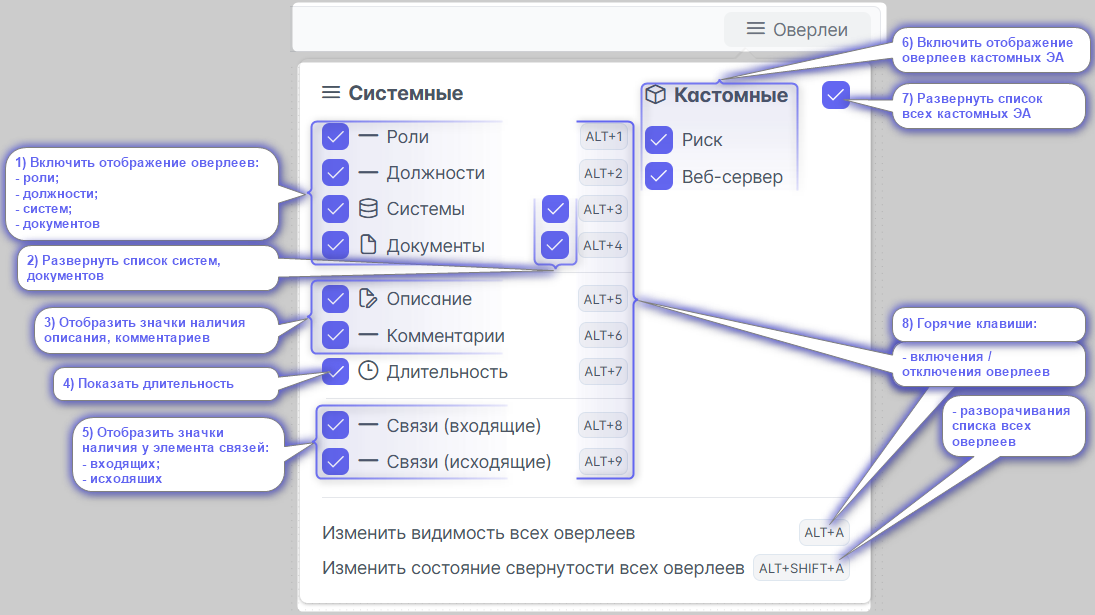 Оверлеи
Системные
Роли
ALT+1
Должности
ALT+2
Системы
ALT+3
Документы
ALT+4
Описание
ALT+5
Комментарии
ALT+6
Длительность
ALT+7
Связи (входящие)
ALT+8
Связи (исходящие)
ALT+9
Кастомные
Риск
Веб-сервер
Изменить видимость всех оверлеев
ALT+A
Изменить состояние свернутости всех оверлеев
ALT+SHIFT+A
1) Включить отображение оверлеев:
- роли;
- должности;
- систем;
- документов
2) Развернуть список систем,
документов
3) Отобразить значки наличия
описания, комментариев
4) Показать длительность
5) Отобразить значки
наличия у элемента связей:
- входящих;
- исходящих
6) Включить отображение
оверлеев кастомных ЭА
7) Развернуть список
всех кастомных ЭА
8) Горячие клавиши:
- включения /
отключения оверлеев
- разворачивания
списка всех
оверлеев